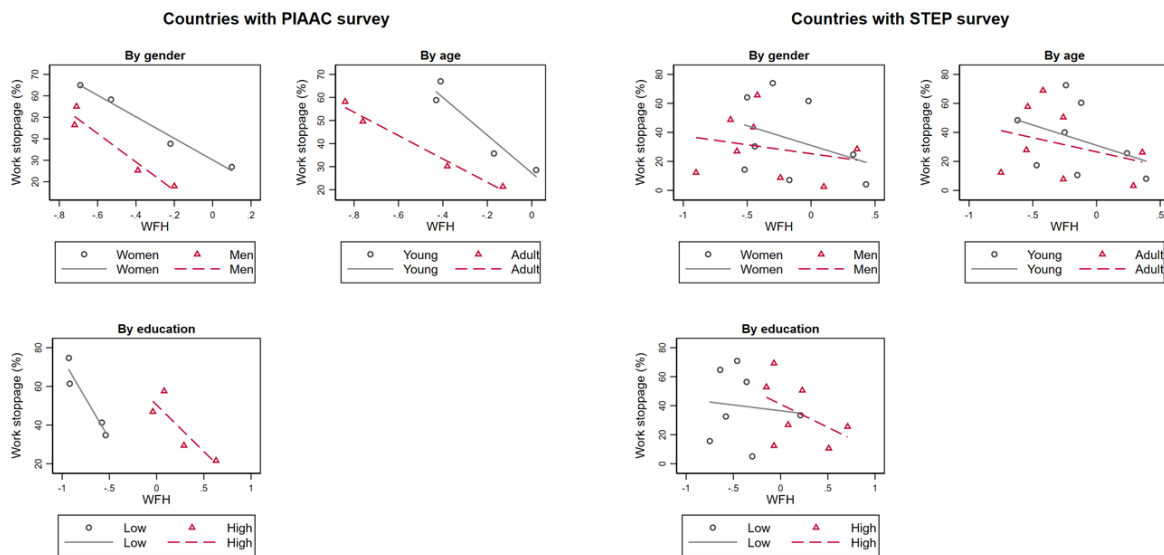 Countries with PIAAC survey
By gender
Work stoppage (%)
70
60
50
40
30
20
-.8 -.6 -.4 -.2 0 .2
WFH
Women Men
Women Men
By age
Work stoppage (%)
70
60
50
40
30
20
-.8 -.6 -.4 -.2 0
WFH
Young Adult
Young Adult
By education
Work stoppage (%)
80
60
40
20
-1 -.5 0 .5 1
WFH
Low High
Low High
Countries with STEP survey
By gender
Work stoppage (%)
80
60
40
20
0
-1 -.5 0 .5
WFH
Women Men
Women Men
By age
Work stoppage (%)
80
60
40
20
0
-1 -.5 0 .5
WFH
Young Adult
Young Adult
By education
Work stoppage (%)
80
60
40
20
0
-1 -.5 0 .5 1
WFH
Low High
Low High